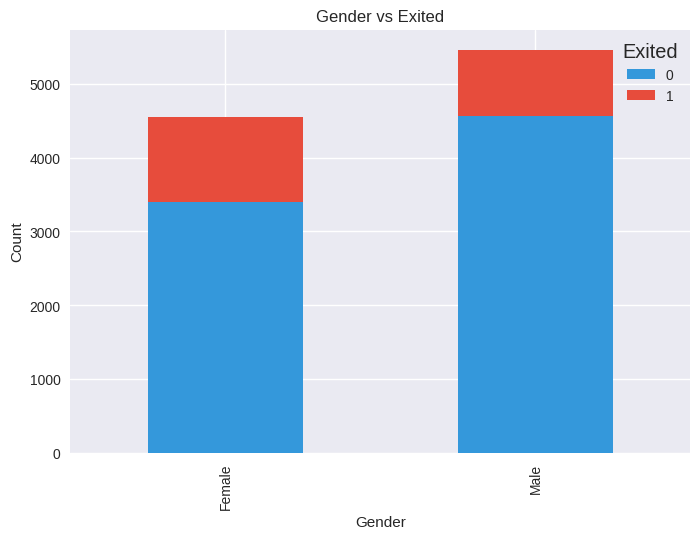 Gender vs Exited
Exited
0
1
5000
4000
3000
2000
1000
0
Count
Female
Male
Gender